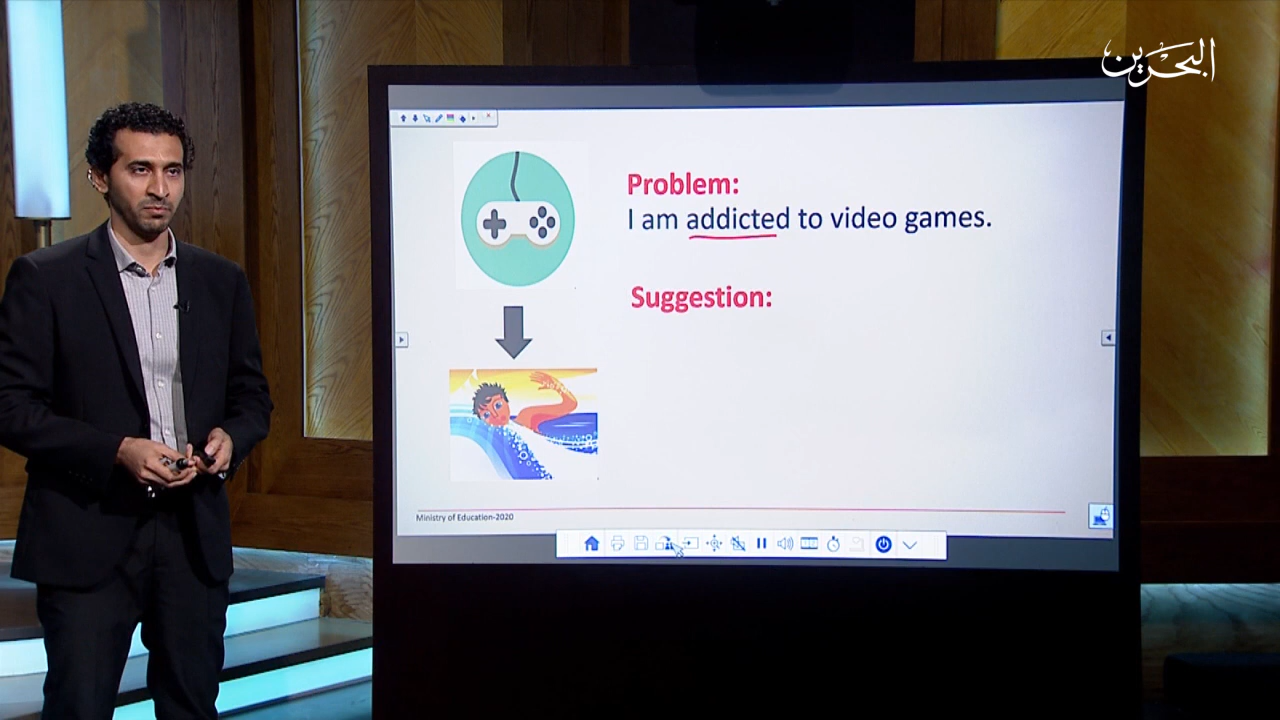 البحرين
Problem:
I am addicted to video games.
Suggestion:
Ministry of Education-2020